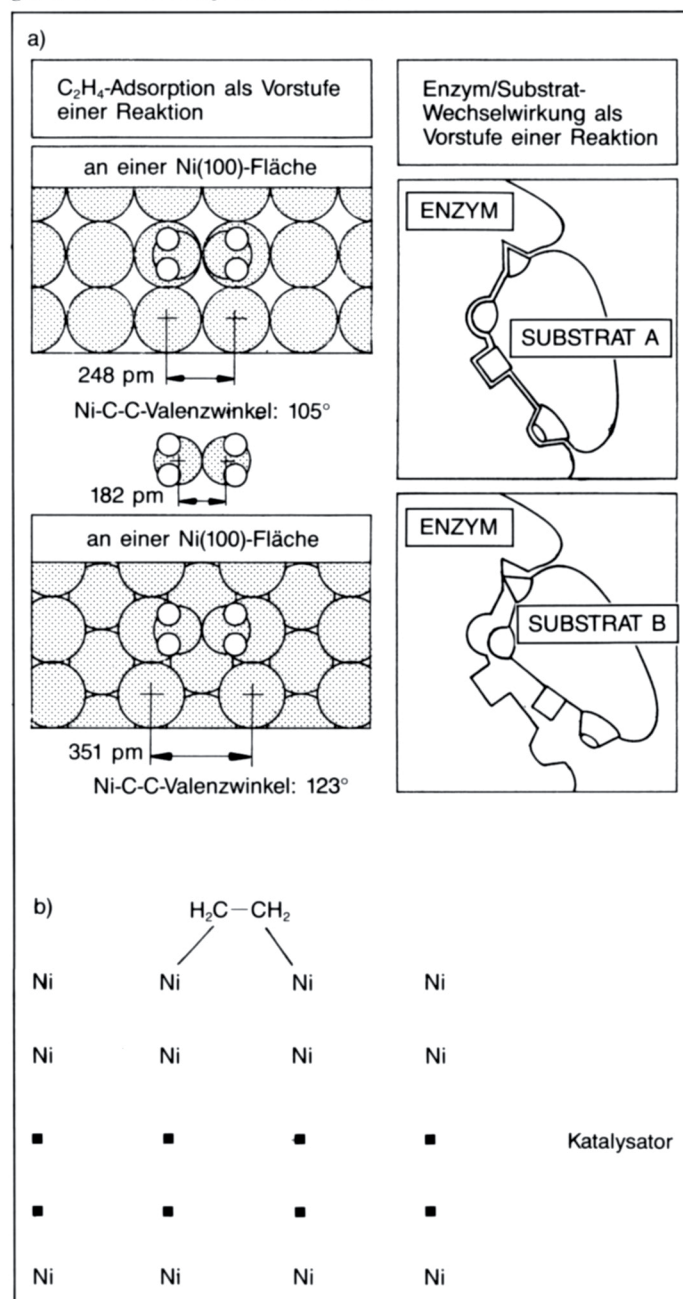 a)
C₂H₄-Adsorption als Vorstufe
einer Reaktion
an einer Ni(100)-Fläche
248 pm
Ni-C-C-Valenzwinkel: 105°
182 pm
an einer Ni(100)-Fläche
351 pm
Ni-C-C-Valenzwinkel: 123°
Enzym/Substrat-
Wechselwirkung als
Vorstufe einer Reaktion
ENZYM
SUBSTRAT A
ENZYM
SUBSTRAT B
b)
H₂C—CH₂
Ni Ni Ni Ni
Ni Ni Ni Ni
Katalysator
Ni Ni Ni Ni